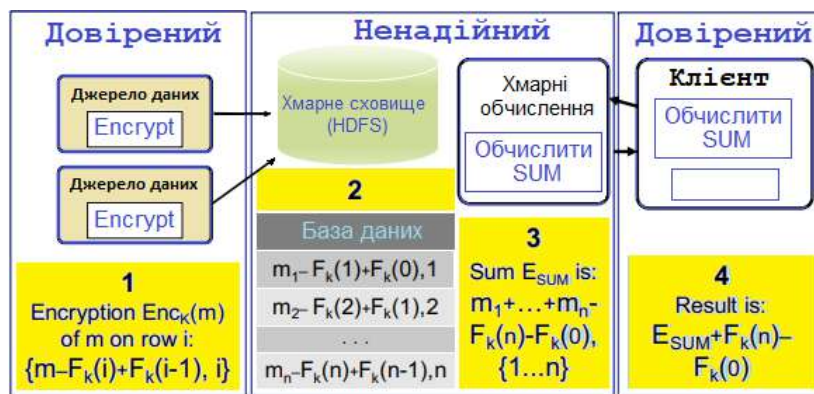 Довірений
Джерело даних
Encrypt
Джерело даних
Encrypt
1
Encryption Encₖ(m)
of m on row i:
{m–Fₖ(i)+Fₖ(i-1), i}
Ненадійний
Хмарне сховище
(HDFS)
2
База даних
m₁– Fₖ(1)+Fₖ(0),1
m₂– Fₖ(2)+Fₖ(1),2
. . .
mₙ–Fₖ(n)+Fₖ(n-1),n
Хмарні
обчислення
Обчислити
SUM
3
Sum E_SUM is:
m₁+…+mₙ-
Fₖ(n)-Fₖ(0),
{1...n}
Довірений
Клієнт
Обчислити
SUM
4
Result is:
E_SUM+Fₖ(n)–
Fₖ(0)